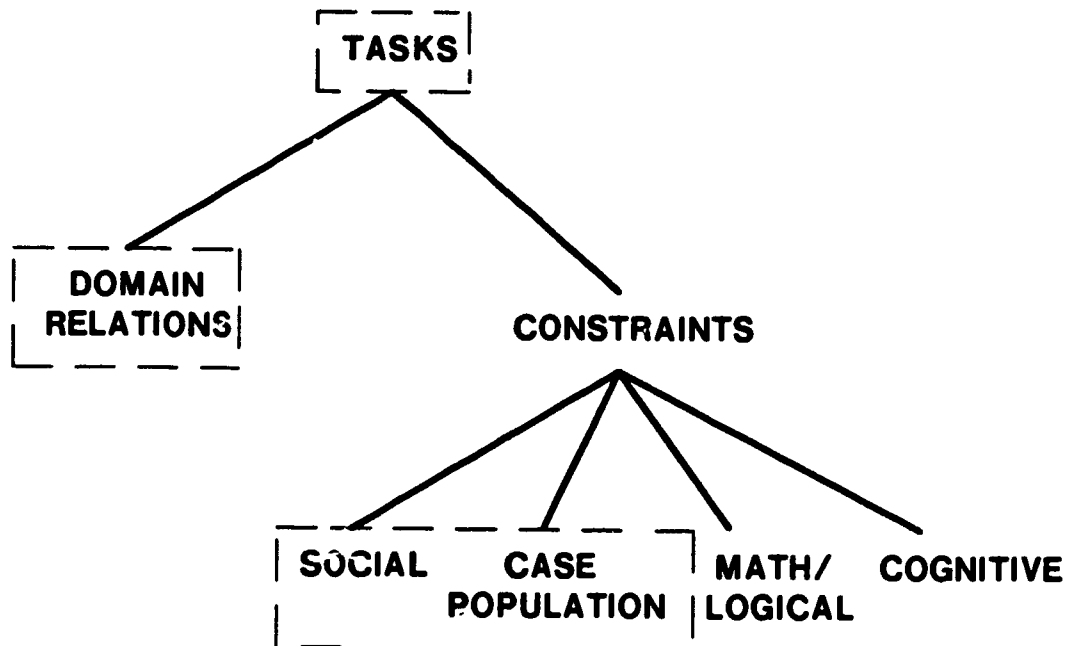 TASKS
DOMAIN
RELATIONS
CONSTRAINTS
SOCIAL
CASE
POPULATION
MATH/
LOGICAL
COGNITIVE